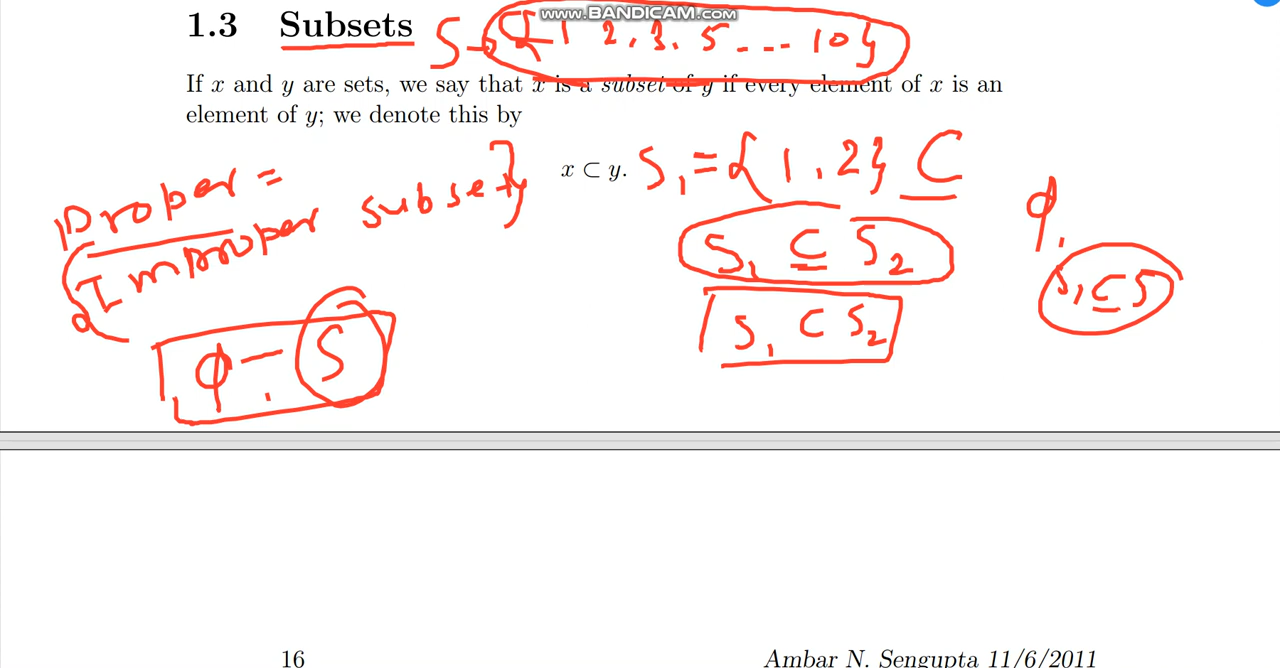 www.BANDICAM.com
1.3 Subsets
S = { 1 2, 3, 5 ... 10 }
If x and y are sets, we say that x is a subset of y if every element of x is an
element of y; we denote this by
x ⊂ y.
S₁ = { 1, 2 } ⊆
Proper =
Improper subset }
S₁ ⊆ S₂
S₁ ⊂ S₂
ϕ,
S₁ ⊆ S
ϕ - S
16
Ambar N. Sengupta 11/6/2011